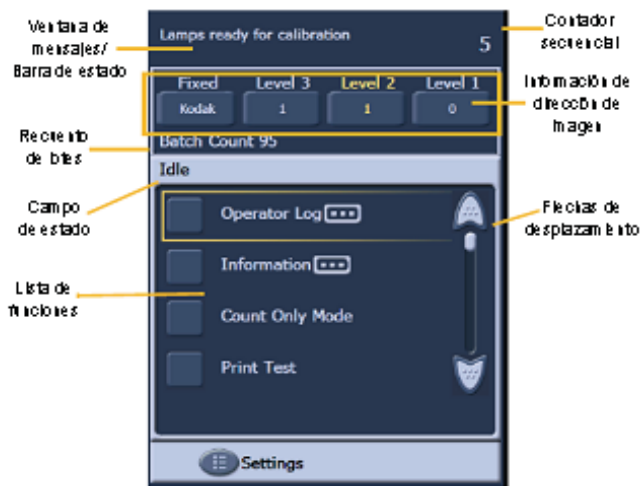 Ventana de mensajes/ Barra de estado
Contador secuencial
Lamps ready for calibration
5
Fixed Level 3 Level 2 Level 1
Kodak 1 1 0
Información de dirección de imagen
Recuento de lotes
Batch Count 95
Idle
Campo de estado
Operator Log
Flechas de desplazamiento
Information
Lista de funciones
Count Only Mode
Print Test
Settings